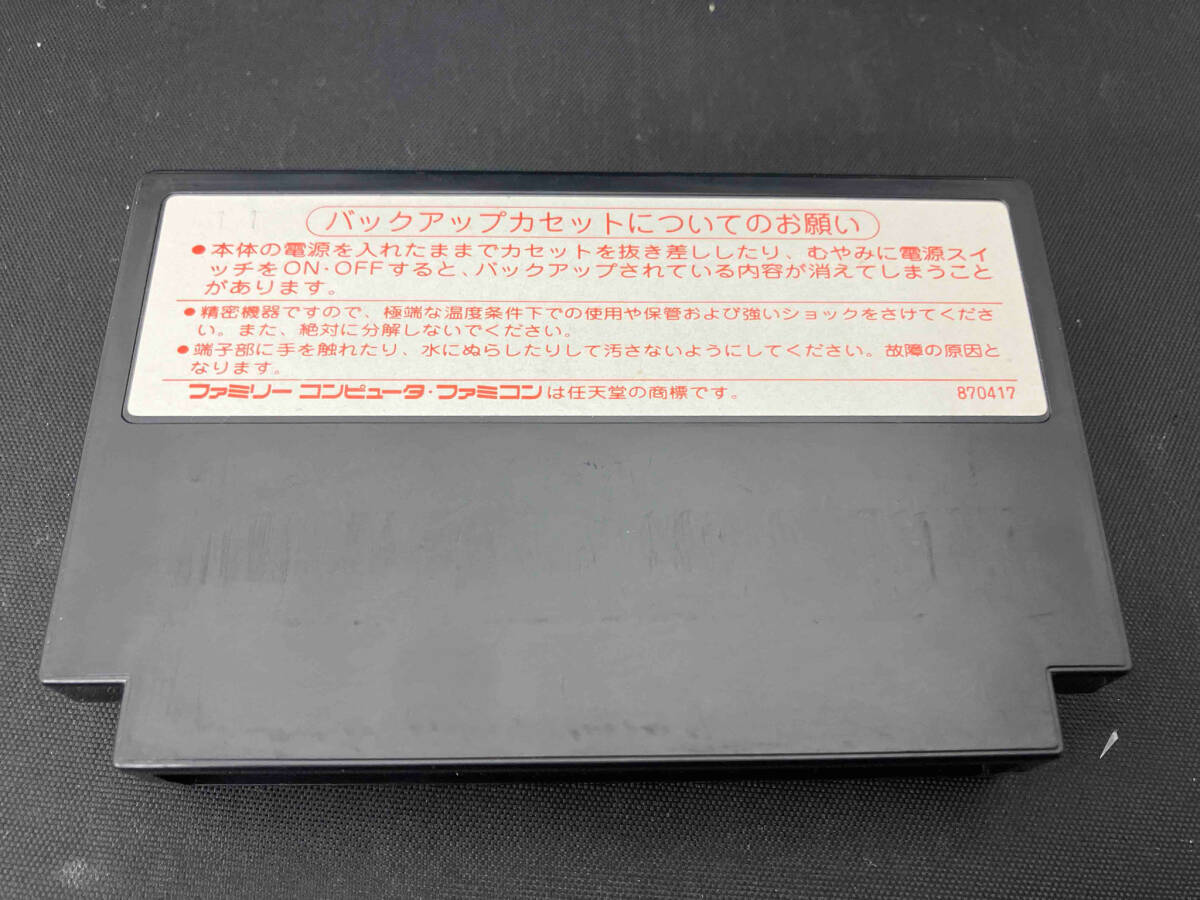 11
バックアップカセットについてのお願い
●本体の電源を入れたままでカセットを抜き差ししたり、むやみに電源スイ
ッチをON・OFFすると、バックアップされている内容が消えてしまうこと
があります。
●精密機器ですので、極端な温度条件下での使用や保管および強いショックをさけてくださ
い。また、絶対に分解しないでください。
●端子部に手を触れたり、水にぬらしたりして汚さないようにしてください。故障の原因と
なります。
ファミリーコンピュータ・ファミコンは任天堂の商標です。 870417